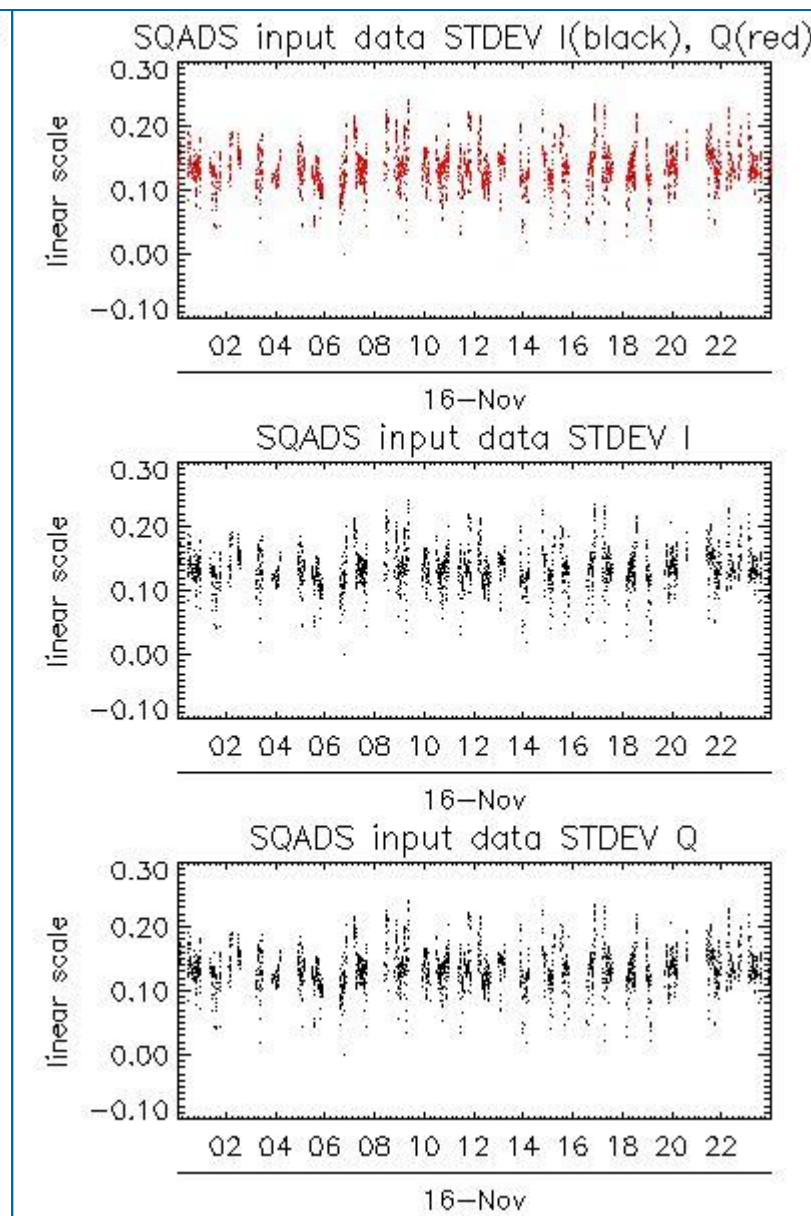 SQADS input data STDEV I(black), Q(red)
0.30
0.20
0.10
0.00
−0.10
linear scale
02 04 06 08 10 12 14 16 18 20 22
16−Nov
SQADS input data STDEV I
0.30
0.20
0.10
0.00
−0.10
linear scale
02 04 06 08 10 12 14 16 18 20 22
16−Nov
SQADS input data STDEV Q
0.30
0.20
0.10
0.00
−0.10
linear scale
02 04 06 08 10 12 14 16 18 20 22
16−Nov